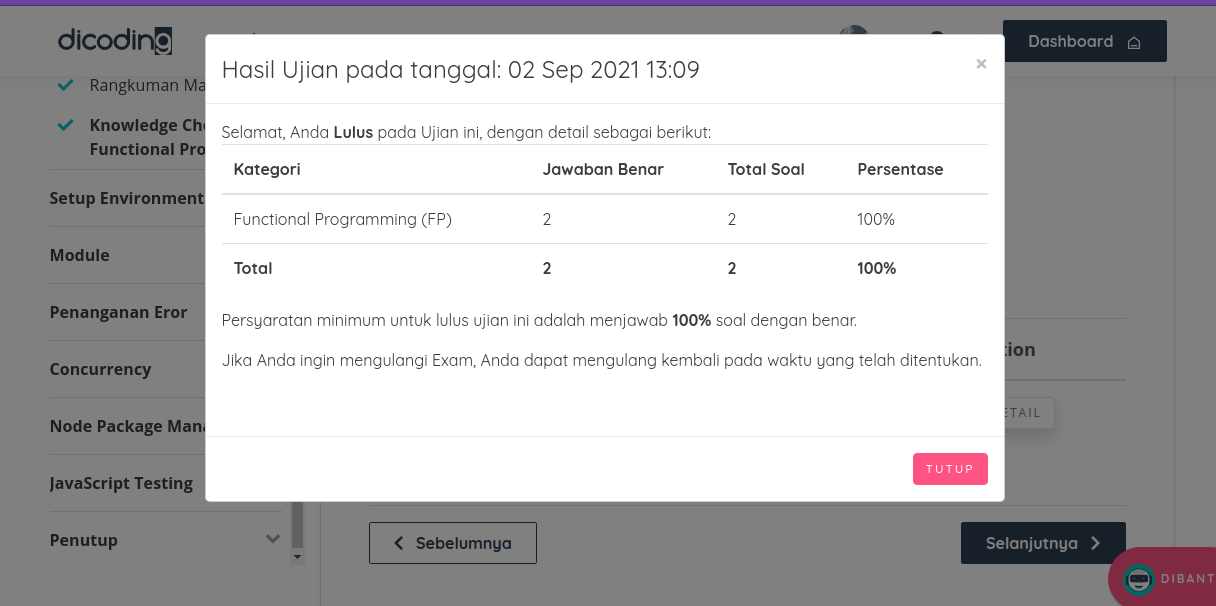 dicoding
Dashboard
Rangkuman Ma
Knowledge Che
Functional Pro
Setup Environment
Module
Penanganan Eror
Concurrency
Node Package Mana
JavaScript Testing
Penutup
Hasil Ujian pada tanggal: 02 Sep 2021 13:09
×
Selamat, Anda Lulus pada Ujian ini, dengan detail sebagai berikut:
Kategori Jawaban Benar Total Soal Persentase
Functional Programming (FP) 2 2 100%
Total 2 2 100%
Persyaratan minimum untuk lulus ujian ini adalah menjawab 100% soal dengan benar.
Jika Anda ingin mengulangi Exam, Anda dapat mengulang kembali pada waktu yang telah ditentukan.
TUTUP
tion
ETAIL
Sebelumnya
Selanjutnya
DIBANT